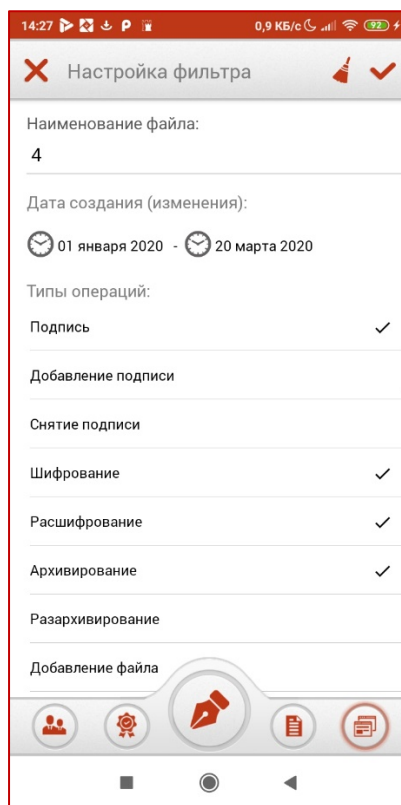 14:27 0,9 КБ/с 92
Настройка фильтра
Наименование файла:
4
Дата создания (изменения):
01 января 2020 - 20 марта 2020
Типы операций:
Подпись
Добавление подписи
Снятие подписи
Шифрование
Расшифрование
Архивирование
Разархивирование
Добавление файла